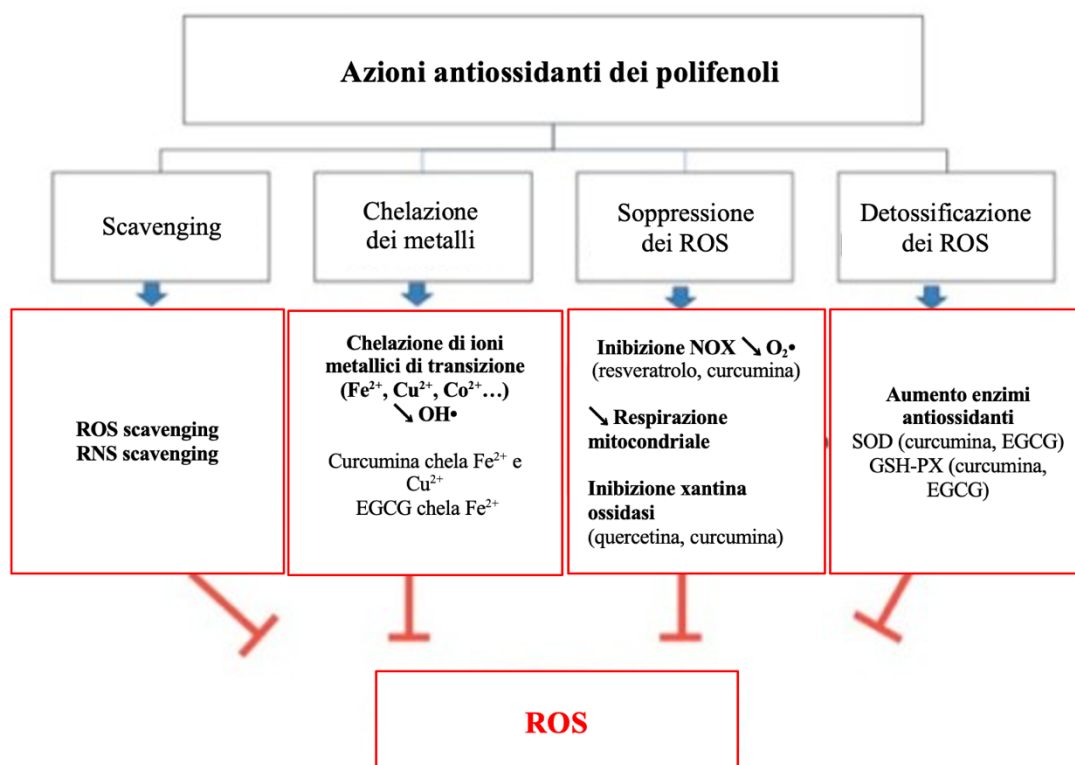 Azioni antiossidanti dei polifenoli
Scavenging
Chelazione
dei metalli
Soppressione
dei ROS
Detossificazione
dei ROS
ROS scavenging
RNS scavenging
Chelazione di ioni
metallici di transizione
(Fe²⁺, Cu²⁺, Co²⁺…)
↘ OH•
Curcumina chela Fe²⁺ e
Cu²⁺
EGCG chela Fe²⁺
Inibizione NOX ↘ O₂•
(resveratrolo, curcumina)
↘ Respirazione
mitocondriale
Inibizione xantina
ossidasi
(quercetina, curcumina)
Aumento enzimi
antiossidanti
SOD (curcumina, EGCG)
GSH-PX (curcumina,
EGCG)
ROS